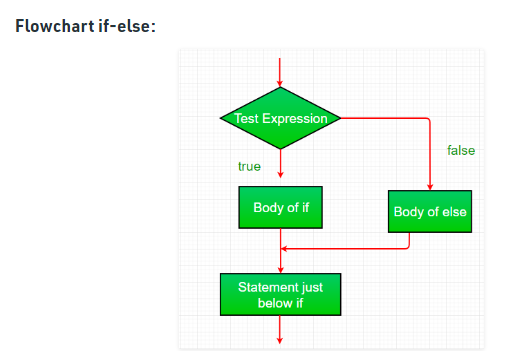 Flowchart if-else:
Test Expression
false
true
Body of if
Body of else
Statement just
below if